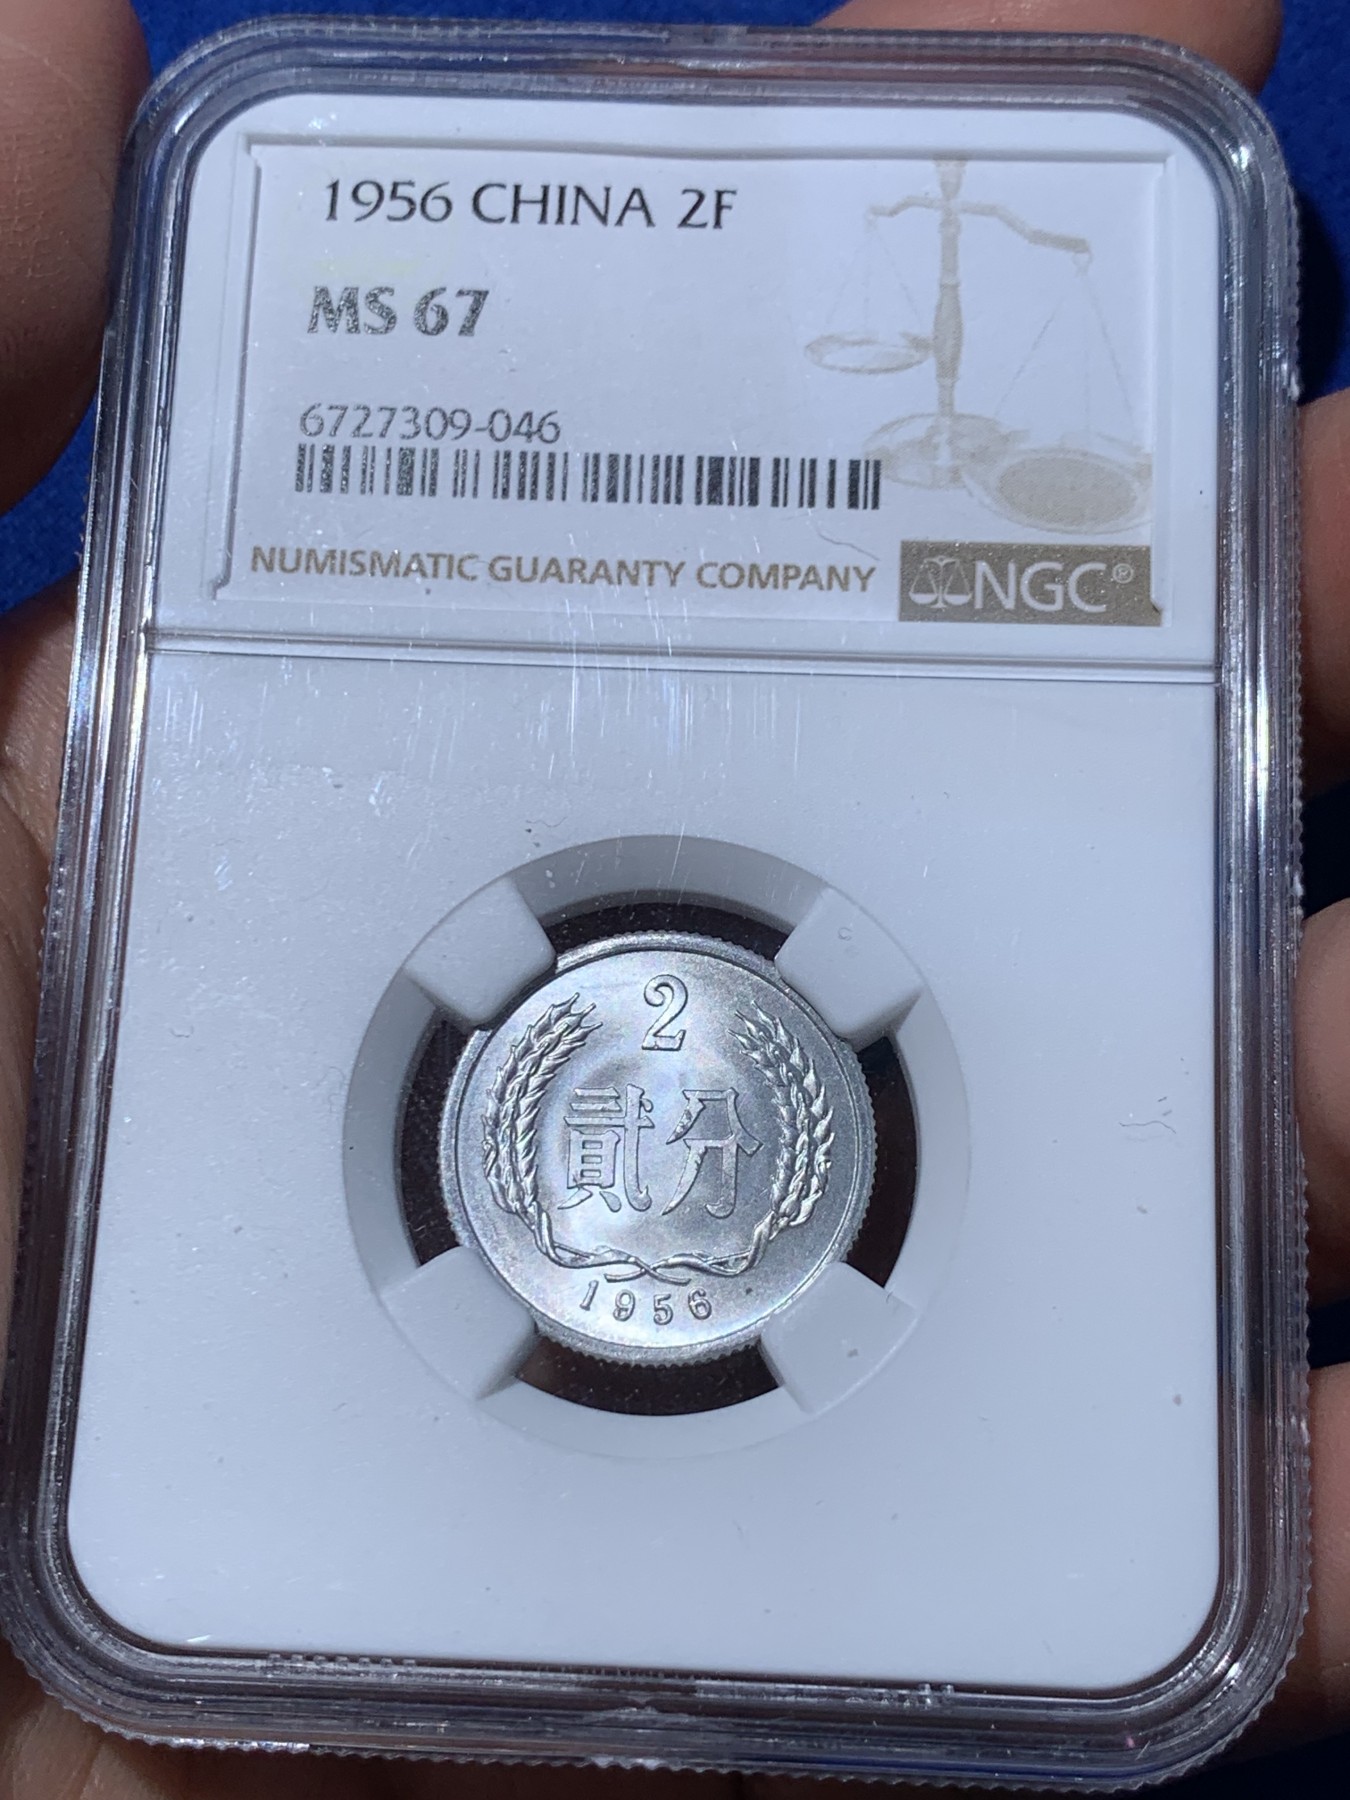 1956 CHINA 2F
MS 67
6727309-046
NUMISMATIC GUARANTY COMPANY
NGC®
2
貳分
1956